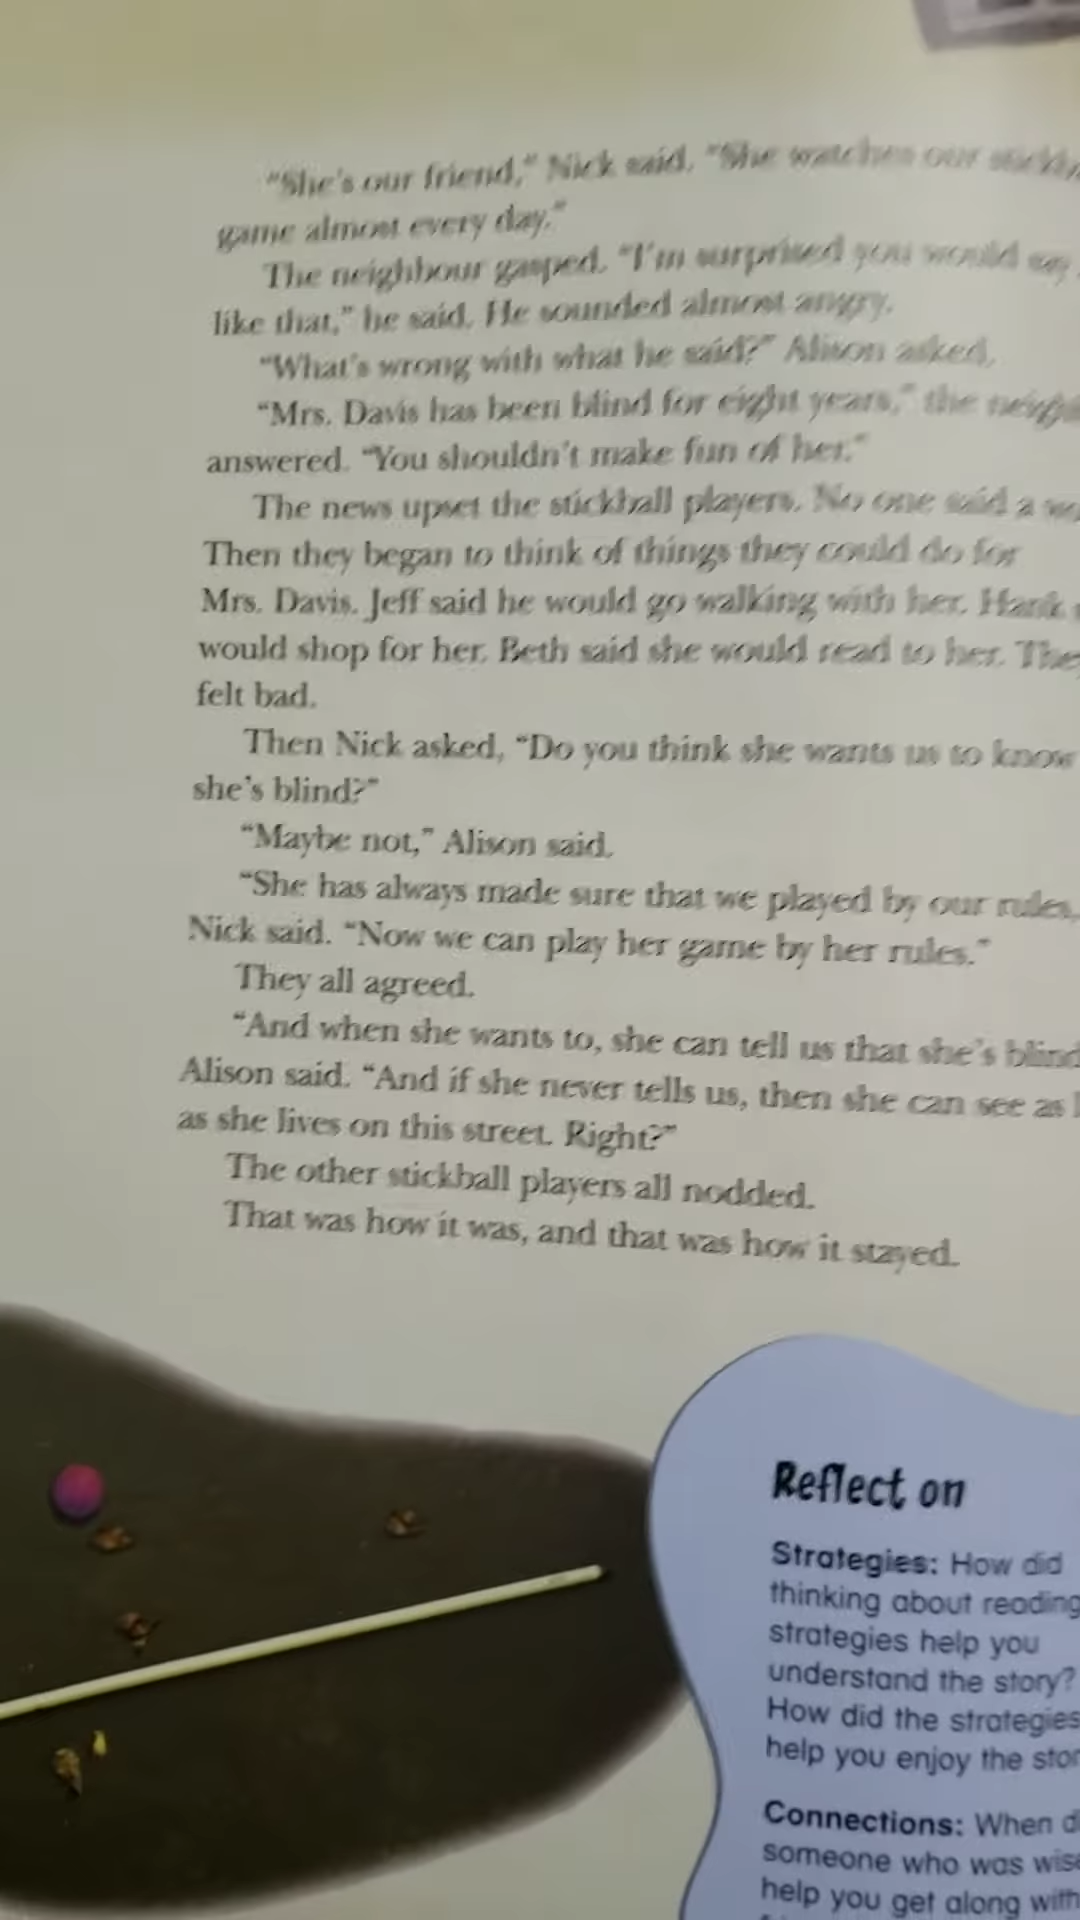 "She's our friend," Nick said. "She watches our
game almost every day."
The neighbour gasped. "I'm surprised you would say
like that," he said. He sounded almost angry.
"What's wrong with what he said?" Alison asked.
"Mrs. Davis has been blind for eight years," the
answered. "You shouldn't make fun of her."
The news upset the stickball players. No one said a
Then they began to think of things they could do for
Mrs. Davis. Jeff said he would go walking with her. Hank
would shop for her. Beth said she would read to her. They
felt bad.
Then Nick asked, "Do you think she wants us to know
she's blind?"
"Maybe not," Alison said.
"She has always made sure that we played by our rules,
Nick said. "Now we can play her game by her rules."
They all agreed.
"And when she wants to, she can tell us that she's blind
Alison said. "And if she never tells us, then she can see as
as she lives on this street. Right?"
The other stickball players all nodded.
That was how it was, and that was how it stayed.
Reflect on
Strategies: How did
thinking about reading
strategies help you
understand the story?
How did the strategies
help you enjoy the
Connections: When
someone who was wise
help you get along with